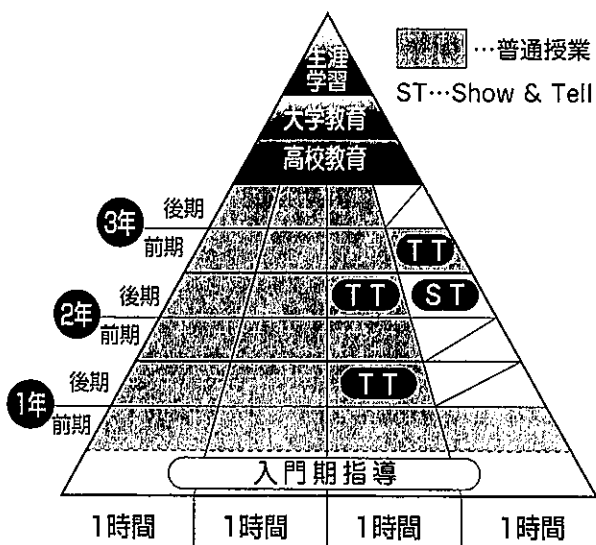 生涯
学習
大学教育
高校教育
…普通授業
ST…Show & Tell
3年
後期
前期
TT
2年
後期
TT
ST
前期
1年
後期
TT
前期
入門期指導
1時間
1時間
1時間
1時間